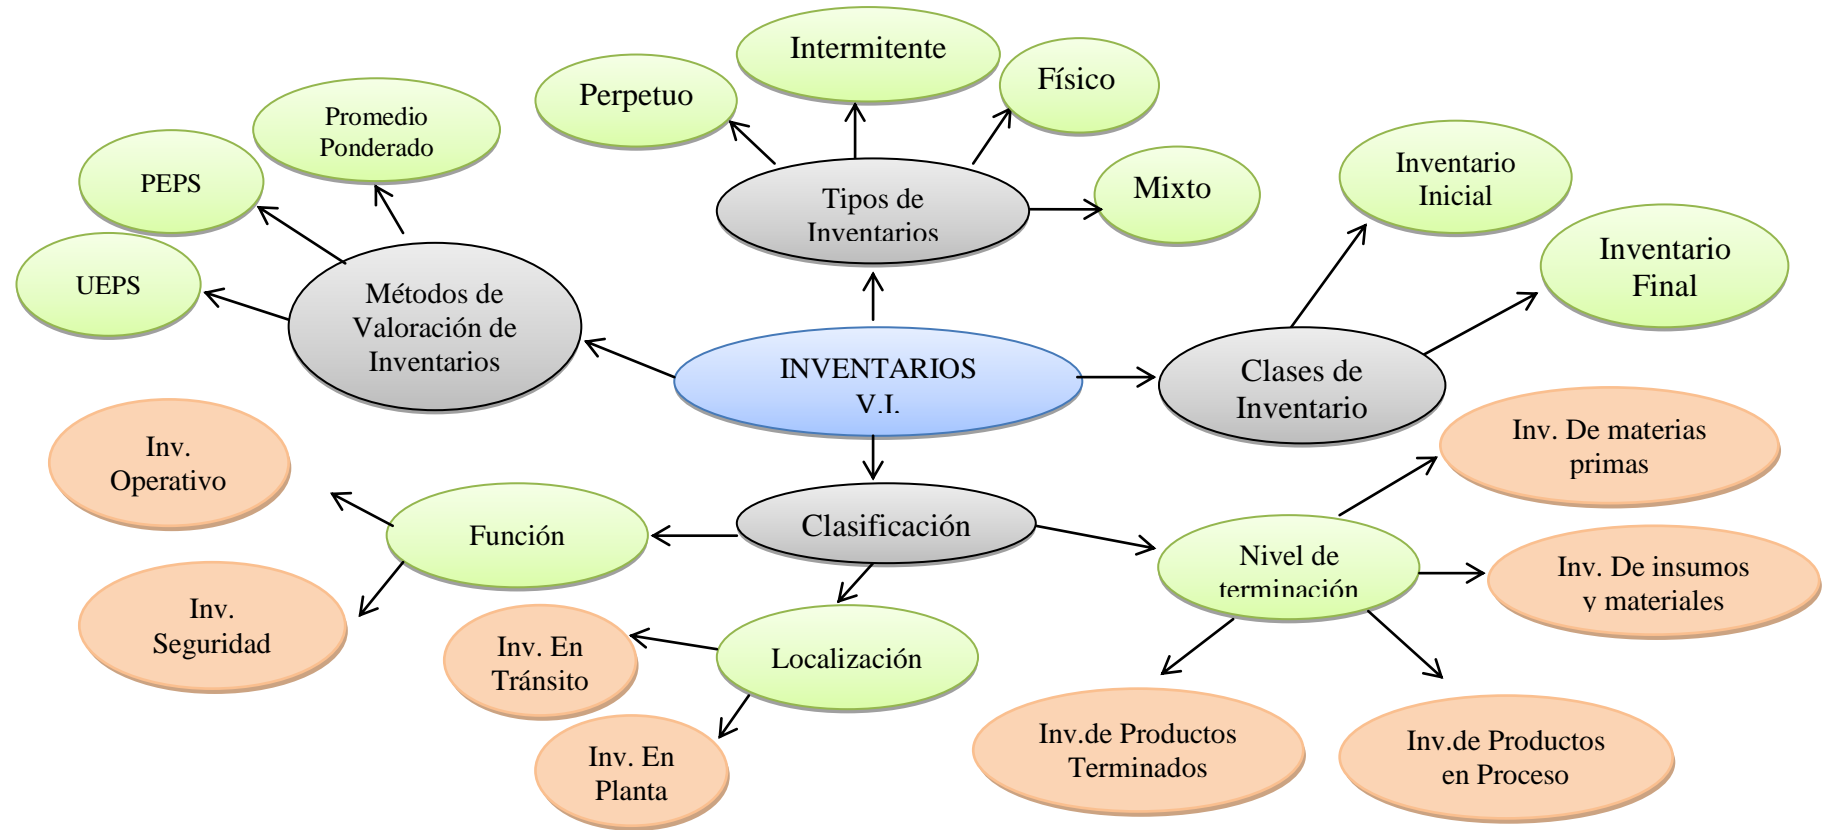 Intermitente
Físico
Perpetuo
Promedio
Ponderado
PEPS
Tipos de
Inventarios
Mixto
Inventario
Inicial
Inventario
Final
UEPS
Métodos de
Valoración de
Inventarios
INVENTARIOS
V.I.
Clases de
Inventario
Inv.
Operativo
Función
Clasificación
Inv. De materias
primas
Nivel de
terminación
Inv. De insumos
y materiales
Inv.
Seguridad
Inv. En
Tránsito
Localización
Inv. En
Planta
Inv.de Productos
Terminados
Inv.de Productos
en Proceso